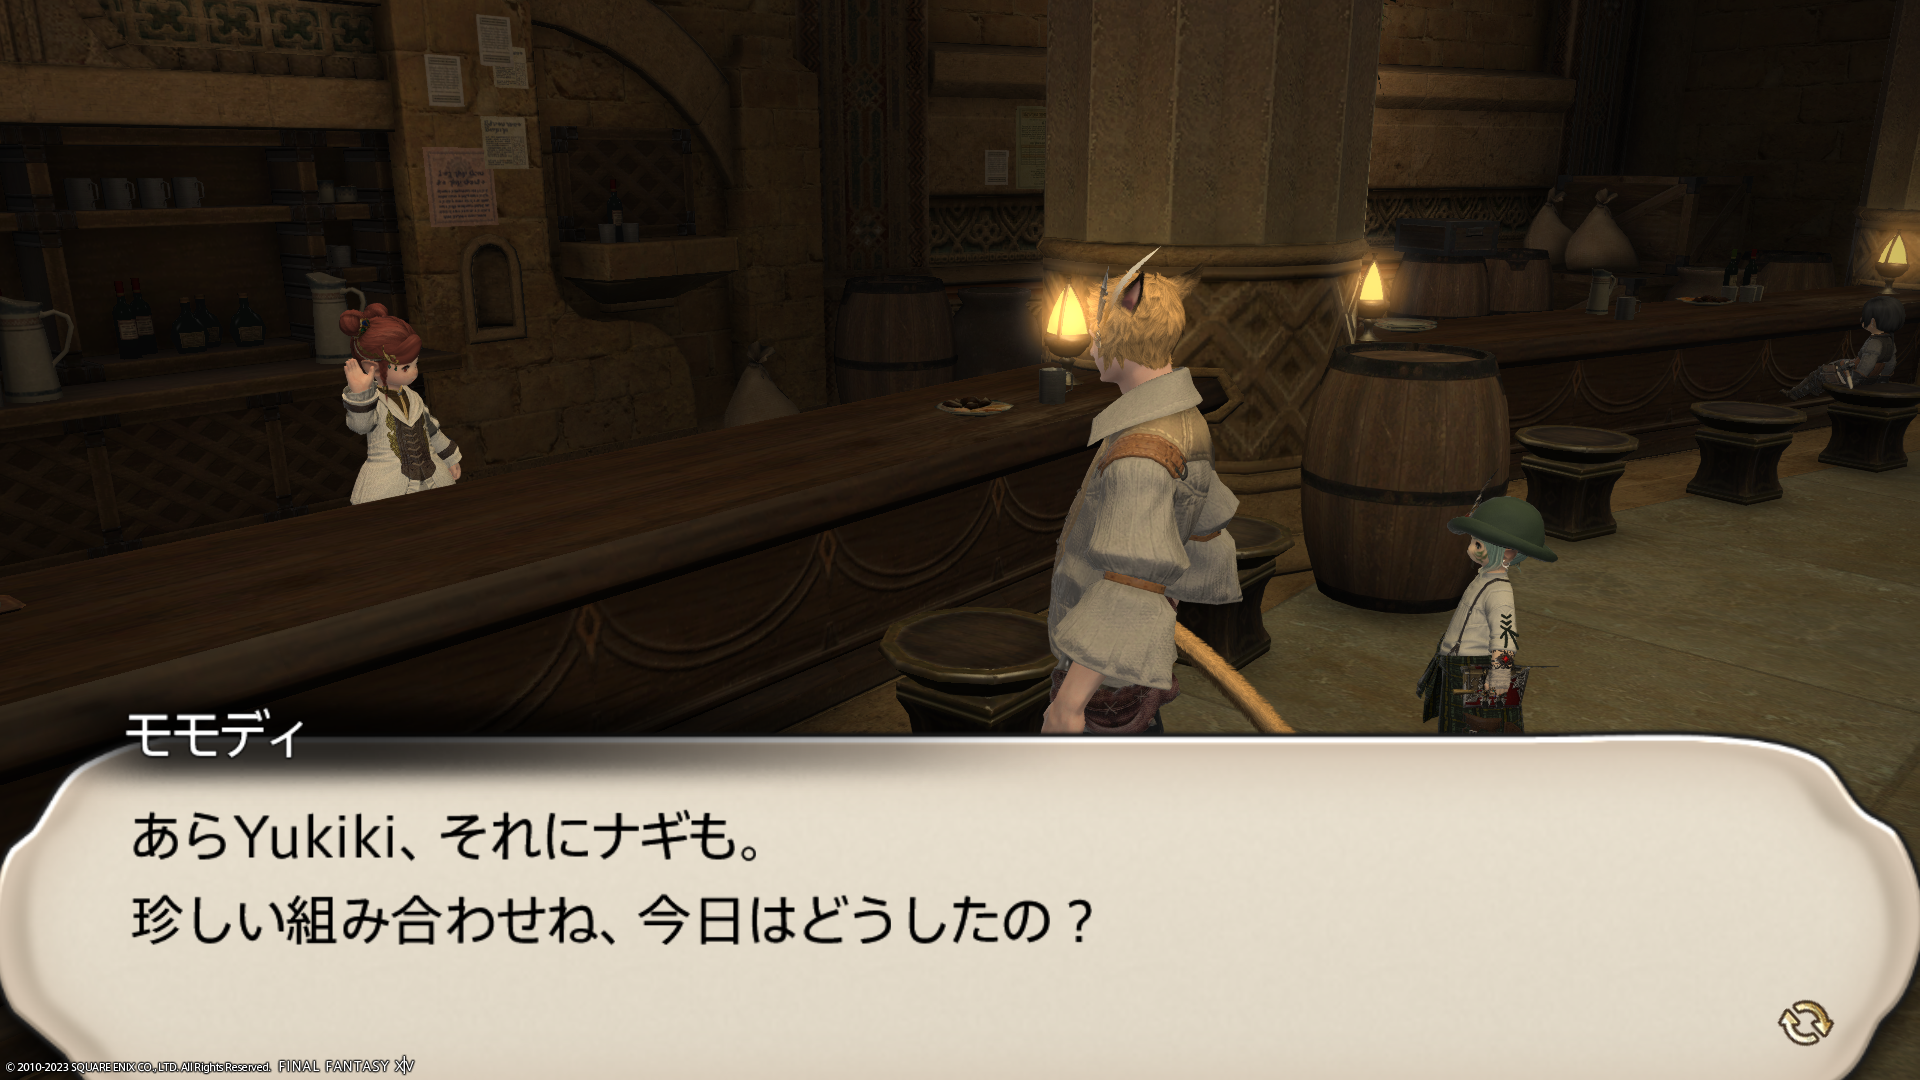 モモディ
あらYukiki、それにナギも。
珍しい組み合わせね、今日はどうしたの？
© 2010-2023 SQUARE ENIX CO., LTD. All Rights Reserved. FINAL FANTASY XIV